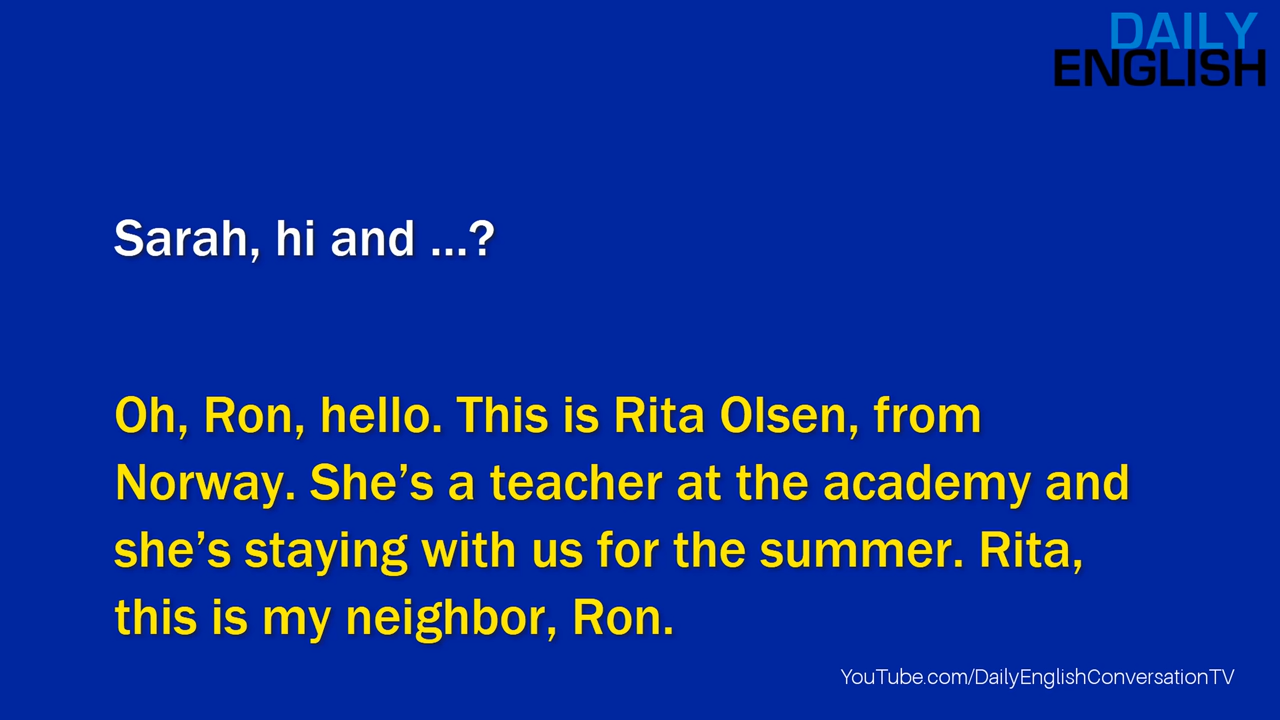 DAILY
ENGLISH
Sarah, hi and ...?
Oh, Ron, hello. This is Rita Olsen, from
Norway. She’s a teacher at the academy and
she’s staying with us for the summer. Rita,
this is my neighbor, Ron.
YouTube.com/DailyEnglishConversationTV